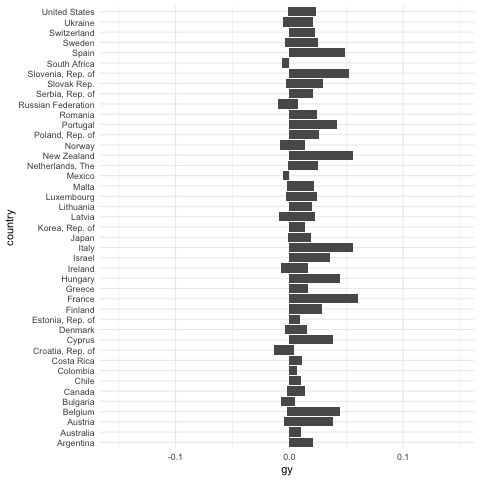 United States
Ukraine
Switzerland
Sweden
Spain
South Africa
Slovenia, Rep. of
Slovak Rep.
Serbia, Rep. of
Russian Federation
Romania
Portugal
Poland, Rep. of
Norway
New Zealand
Netherlands, The
Mexico
Malta
Luxembourg
Lithuania
Latvia
Korea, Rep. of
Japan
Italy
Israel
Ireland
Hungary
Greece
France
Finland
Estonia, Rep. of
Denmark
Cyprus
Croatia, Rep. of
Costa Rica
Colombia
Chile
Canada
Bulgaria
Belgium
Austria
Australia
Argentina
country
-0.1 0.0 0.1
gy